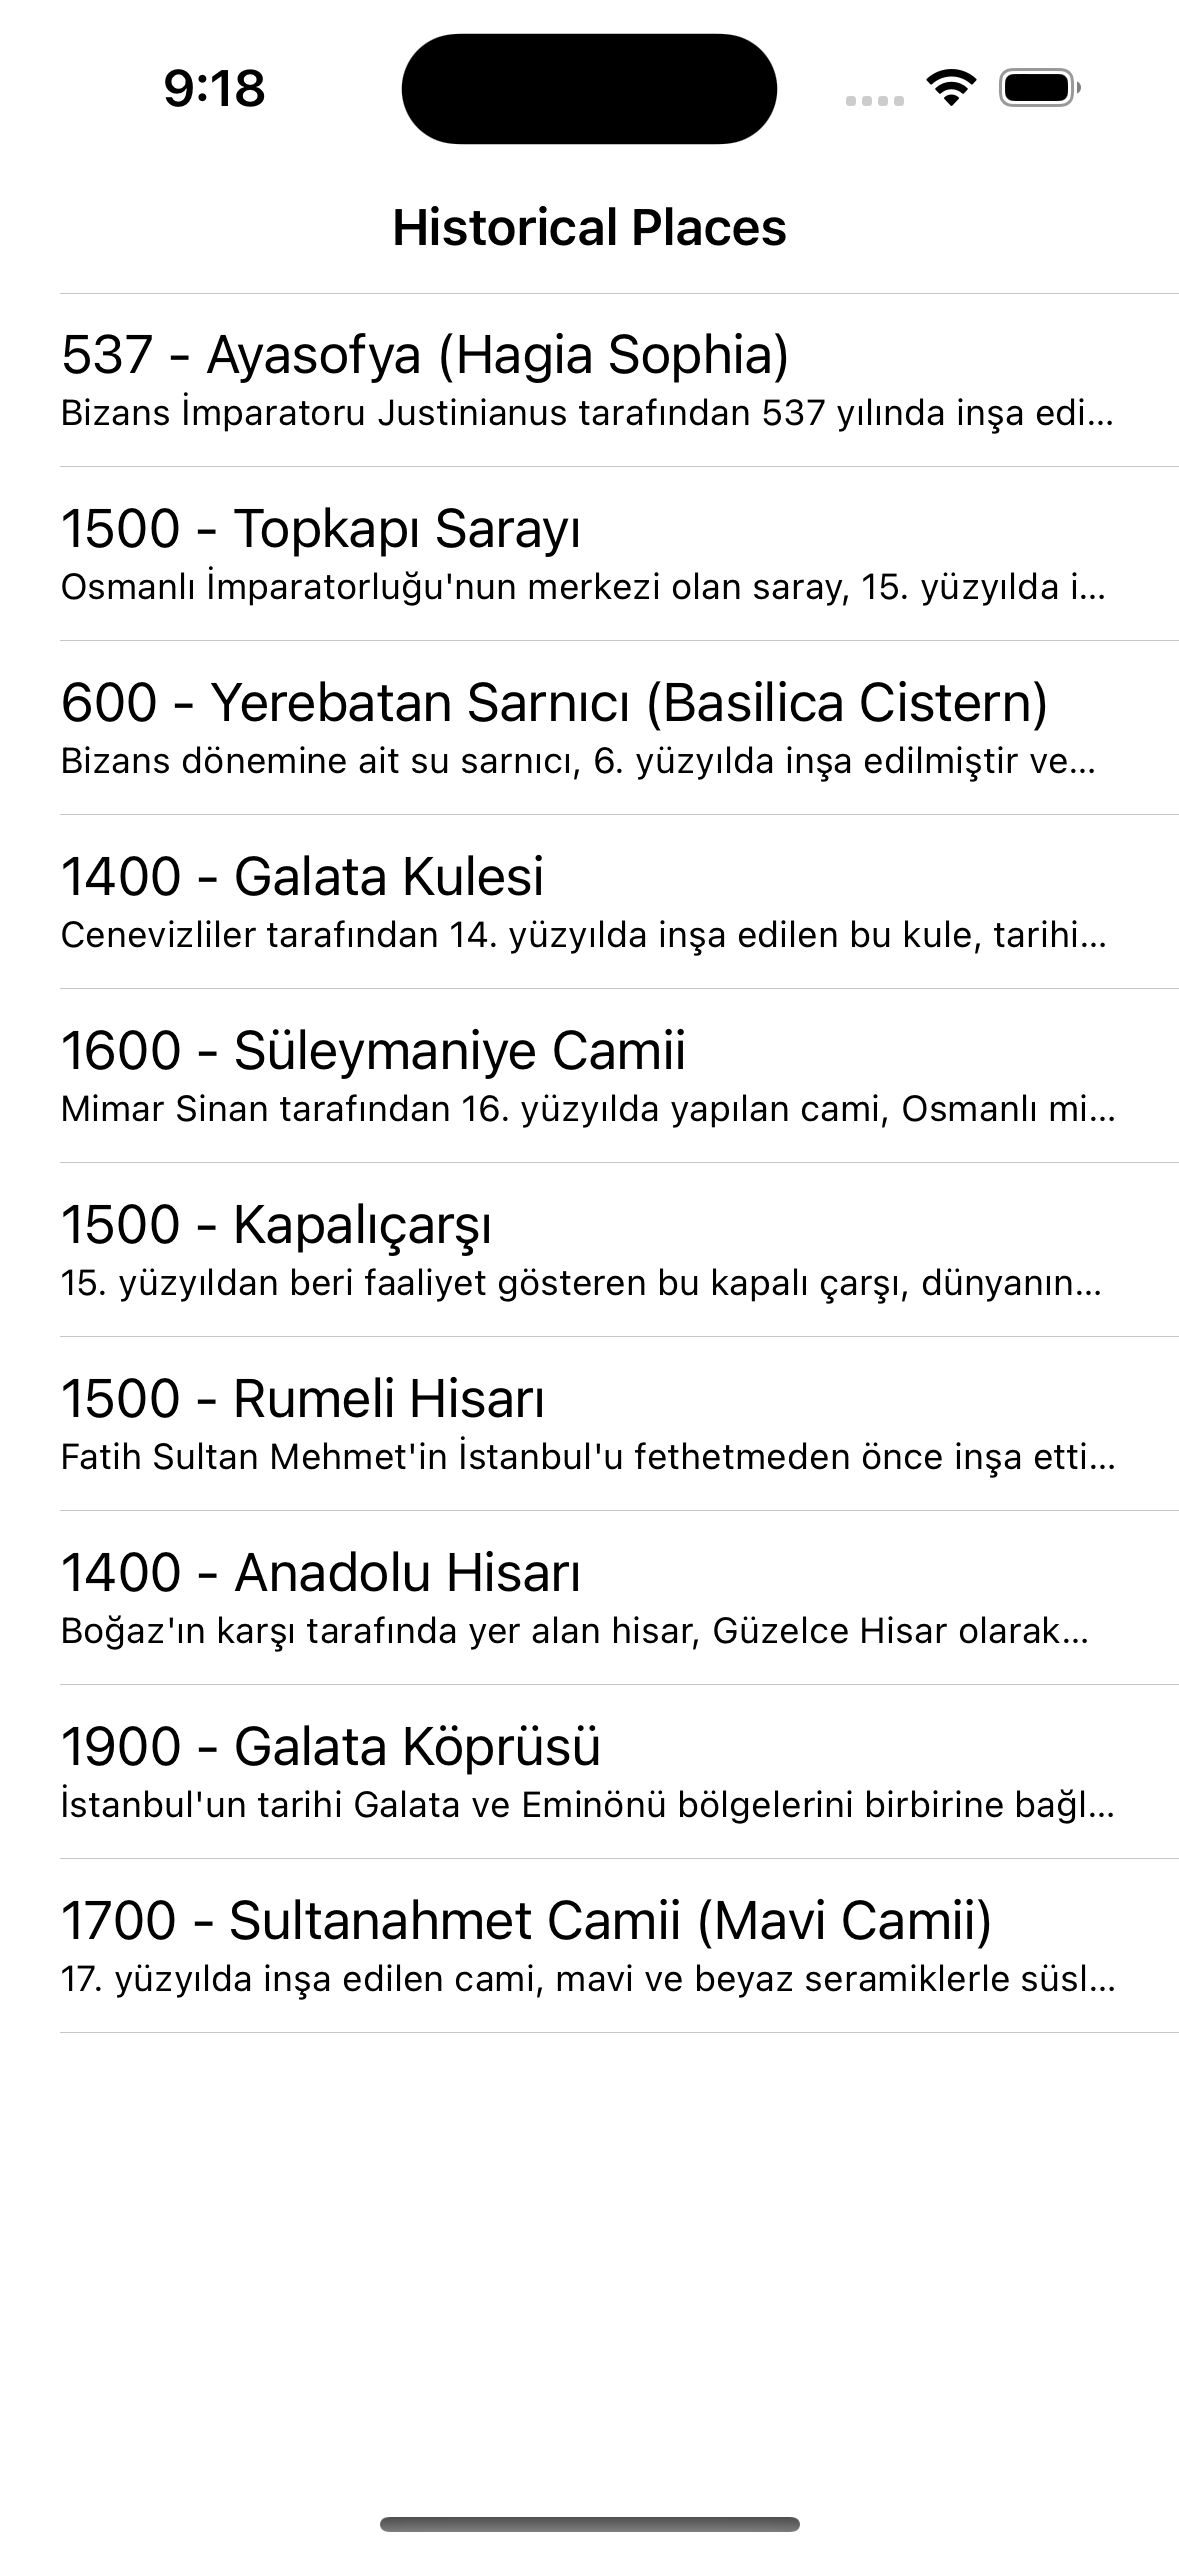 9:18
Historical Places
537 - Ayasofya (Hagia Sophia)
Bizans İmparatoru Justinianus tarafından 537 yılında inşa edi...
1500 - Topkapı Sarayı
Osmanlı İmparatorluğu'nun merkezi olan saray, 15. yüzyılda i...
600 - Yerebatan Sarnıcı (Basilica Cistern)
Bizans dönemine ait su sarnıcı, 6. yüzyılda inşa edilmiştir ve...
1400 - Galata Kulesi
Cenevizliler tarafından 14. yüzyılda inşa edilen bu kule, tarihi...
1600 - Süleymaniye Camii
Mimar Sinan tarafından 16. yüzyılda yapılan cami, Osmanlı mi...
1500 - Kapalıçarşı
15. yüzyıldan beri faaliyet gösteren bu kapalı çarşı, dünyanın...
1500 - Rumeli Hisarı
Fatih Sultan Mehmet'in İstanbul'u fethetmeden önce inşa etti...
1400 - Anadolu Hisarı
Boğaz'ın karşı tarafında yer alan hisar, Güzelce Hisar olarak...
1900 - Galata Köprüsü
İstanbul'un tarihi Galata ve Eminönü bölgelerini birbirine bağl...
1700 - Sultanahmet Camii (Mavi Camii)
17. yüzyılda inşa edilen cami, mavi ve beyaz seramiklerle süsl...